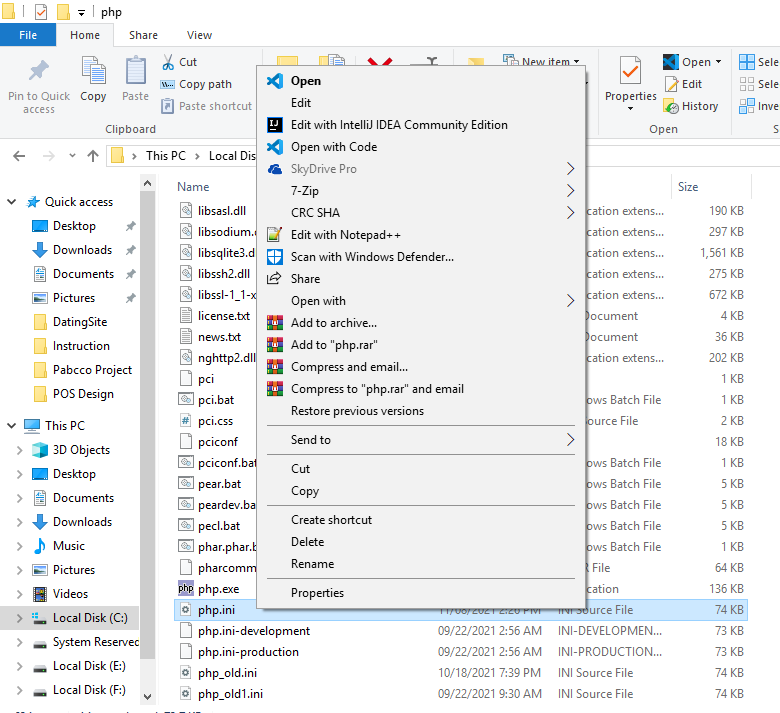 php
File Home Share View
Pin to Quick access
Copy
Paste
Cut
Copy path
Paste shortcut
Clipboard
New item
Properties
Open
Edit
History
Open
Sele
Sele
Inve
S
This PC Local Dis
Name Size
Quick access
Desktop
Downloads
Documents
Pictures
DatingSite
Instruction
Pabcco Project
POS Design
This PC
3D Objects
Desktop
Documents
Downloads
Music
Pictures
Videos
Local Disk (C:)
System Reserved
Local Disk (E:)
Local Disk (F:)
libsasl.dll cation extens... 190 KB
libsodium. cation extens... 297 KB
libsqlite3.d cation extens... 1,561 KB
libssh2.dll cation extens... 275 KB
libssl-1_1-x cation extens... 672 KB
license.txt Document 4 KB
news.txt Document 36 KB
nghttp2.dll cation extens... 202 KB
pci 1 KB
pci.bat ows Batch File 1 KB
pci.css Source File 2 KB
pciconf 18 KB
pciconf.bat ows Batch File 1 KB
pear.bat ows Batch File 5 KB
peardev.ba ows Batch File 5 KB
pecl.bat ows Batch File 5 KB
phar.phar.b ows Batch File 1 KB
pharcomm File 64 KB
php php.exe cation 136 KB
php.ini 11/08/2021 2:26 PM INI Source File 74 KB
php.ini-development 09/22/2021 2:56 AM INI-DEVELOPMEN... 73 KB
php.ini-production 09/22/2021 2:56 AM INI-PRODUCTION... 73 KB
php_old.ini 10/18/2021 7:39 PM INI Source File 74 KB
php_old1.ini 09/22/2021 9:30 AM INI Source File 74 KB
Open
Edit
Edit with IntelliJ IDEA Community Edition
Open with Code
SkyDrive Pro
7-Zip
CRC SHA
Edit with Notepad++
Scan with Windows Defender...
Share
Open with
Add to archive...
Add to "php.rar"
Compress and email...
Compress to "php.rar" and email
Restore previous versions
Send to
Cut
Copy
Create shortcut
Delete
Rename
Properties